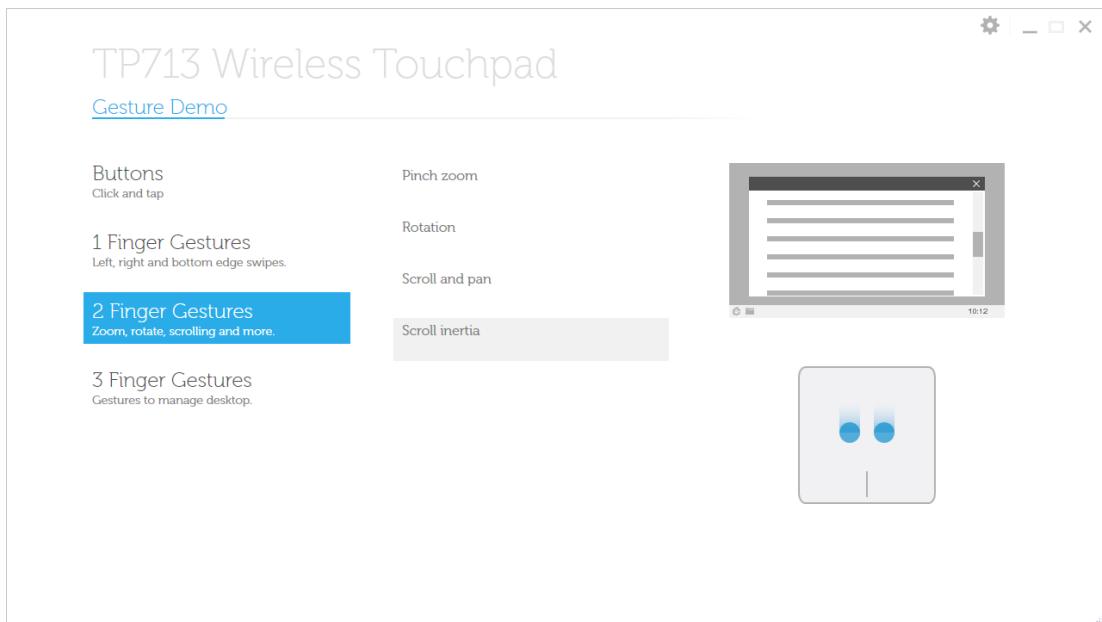 TP713 Wireless Touchpad
Gesture Demo
Buttons
Click and tap
1 Finger Gestures
Left, right and bottom edge swipes.
2 Finger Gestures
Zoom, rotate, scrolling and more.
3 Finger Gestures
Gestures to manage desktop.
Pinch zoom
Rotation
Scroll and pan
Scroll inertia
10:12